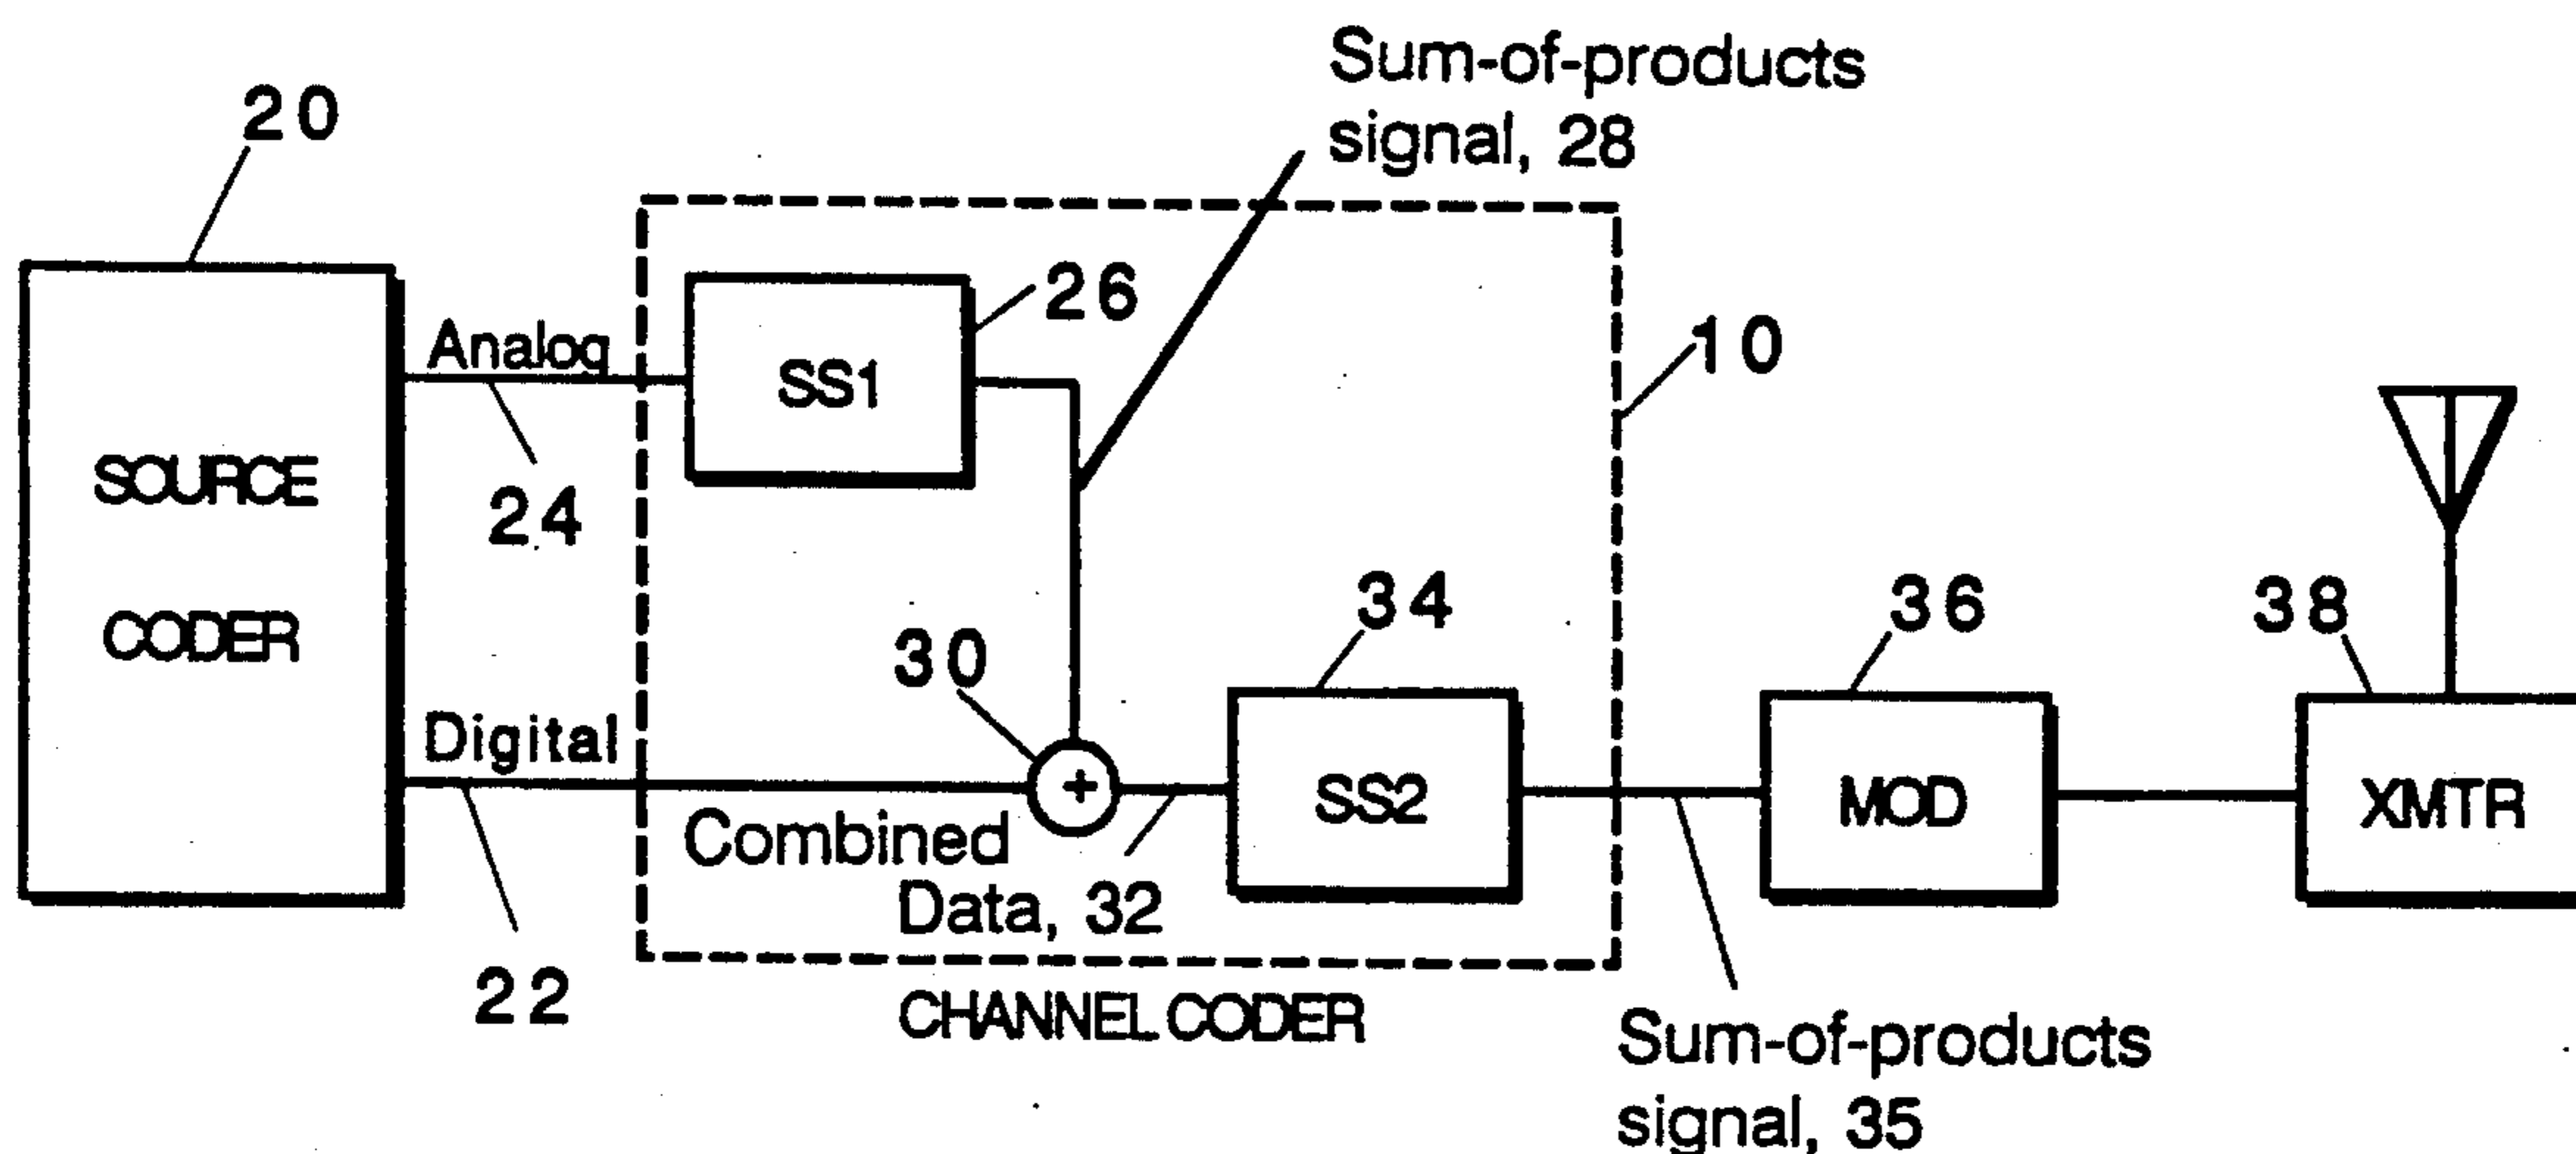 Sum-of-products
signal, 28
20
26
10
Analog
SS1
SOURCE
CODER
24
34
36
38
30
Digital
+
SS2
MOD
XMTR
Combined
Data, 32
22
CHANNEL CODER
Sum-of-products
signal, 35